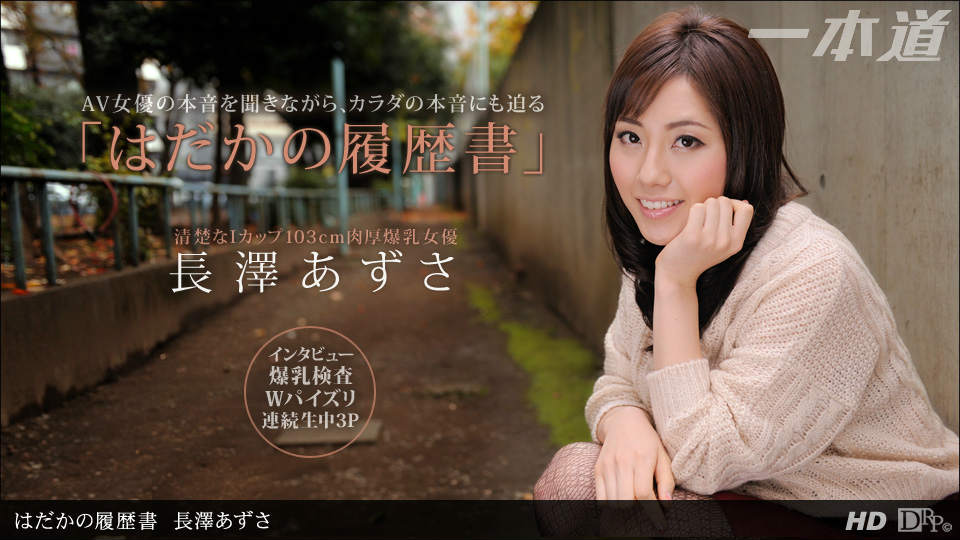 一本道
AV女優の本音を聞きながら、カラダの本音にも迫る
「はだかの履歴書」
清楚なIカップ103cm肉厚爆乳女優
長澤あずさ
インタビュー
爆乳検査
Wパイズリ
連続生中3P
はだかの履歴書 長澤あずさ
HD DRP©